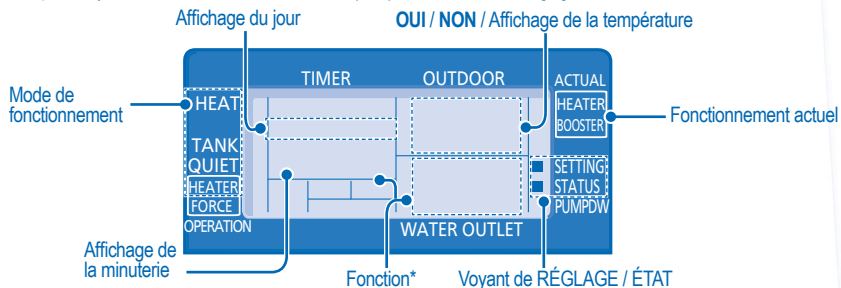 Affichage du jour
OUI / NON / Affichage de la température
Mode de
fonctionnement
TIMER
OUTDOOR
ACTUAL
HEAT
HEATER
BOOSTER
Fonctionnement actuel
TANK
QUIET
HEATER
FORCE
OPERATION
SETTING
STATUS
PUMPDW
WATER OUTLET
Affichage de
la minuterie
Fonction*
Voyant de RÉGLAGE / ÉTAT